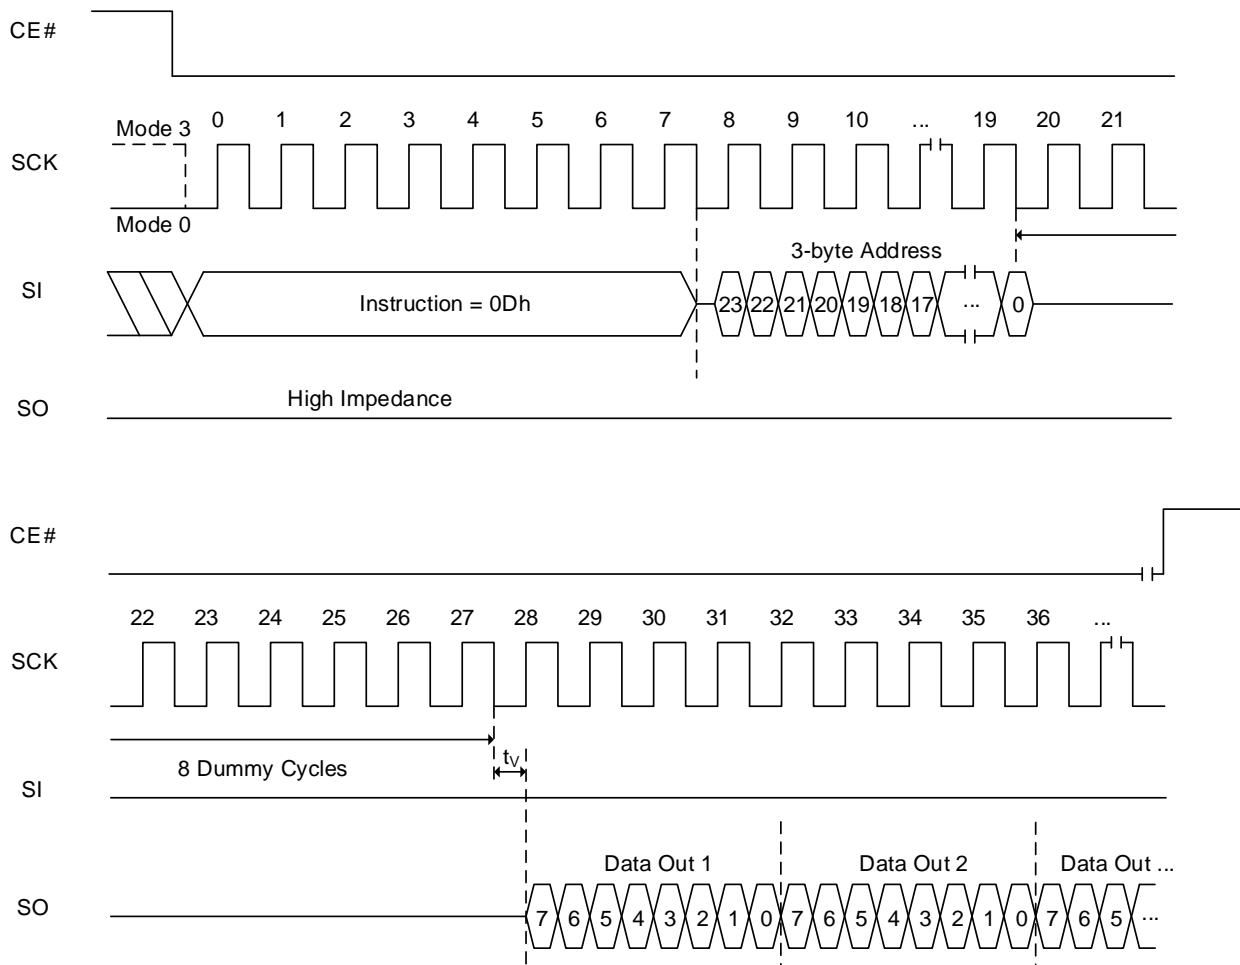 CE#
0 1 2 3 4 5 6 7 8 9 10 ... 19 20 21
Mode 3
SCK
Mode 0
3-byte Address
SI
Instruction = 0Dh
23 22 21 20 19 18 17 ... 0
High Impedance
SO
CE#
22 23 24 25 26 27 28 29 30 31 32 33 34 35 36 ...
SCK
8 Dummy Cycles
tV
SI
Data Out 1 Data Out 2 Data Out ...
SO
7 6 5 4 3 2 1 0 7 6 5 4 3 2 1 0 7 6 5 ...